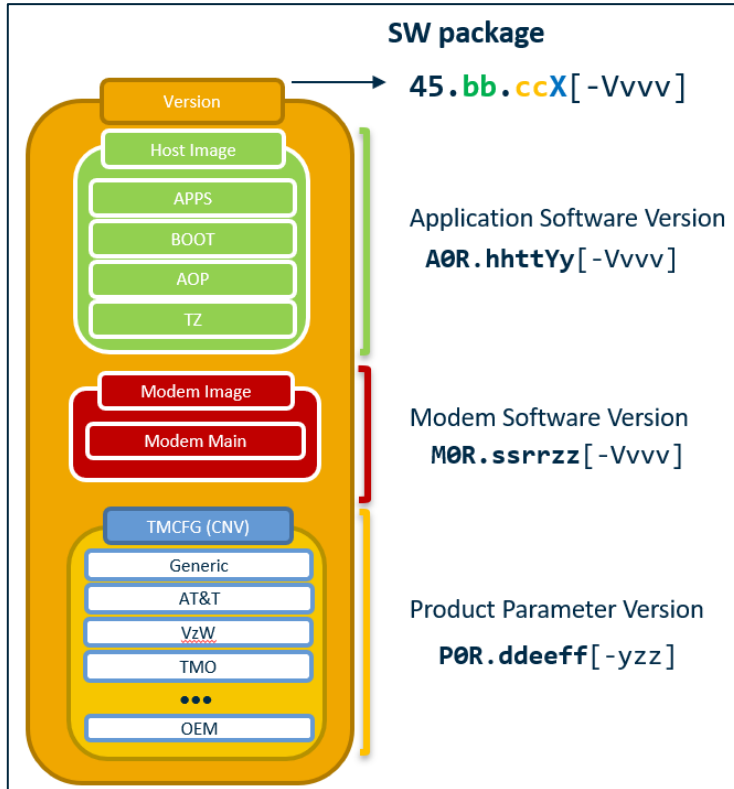 SW package
Version
45.bb.ccX[-Vvvv]
Host Image
APPS
BOOT
AOP
TZ
Application Software Version
A0R.hhttYy[-Vvvv]
Modem Image
Modem Main
Modem Software Version
M0R.ssrrzz[-Vvvv]
TMCFG (CNV)
Generic
AT&T
VzW
TMO
•••
OEM
Product Parameter Version
P0R.ddeeff[-yzz]